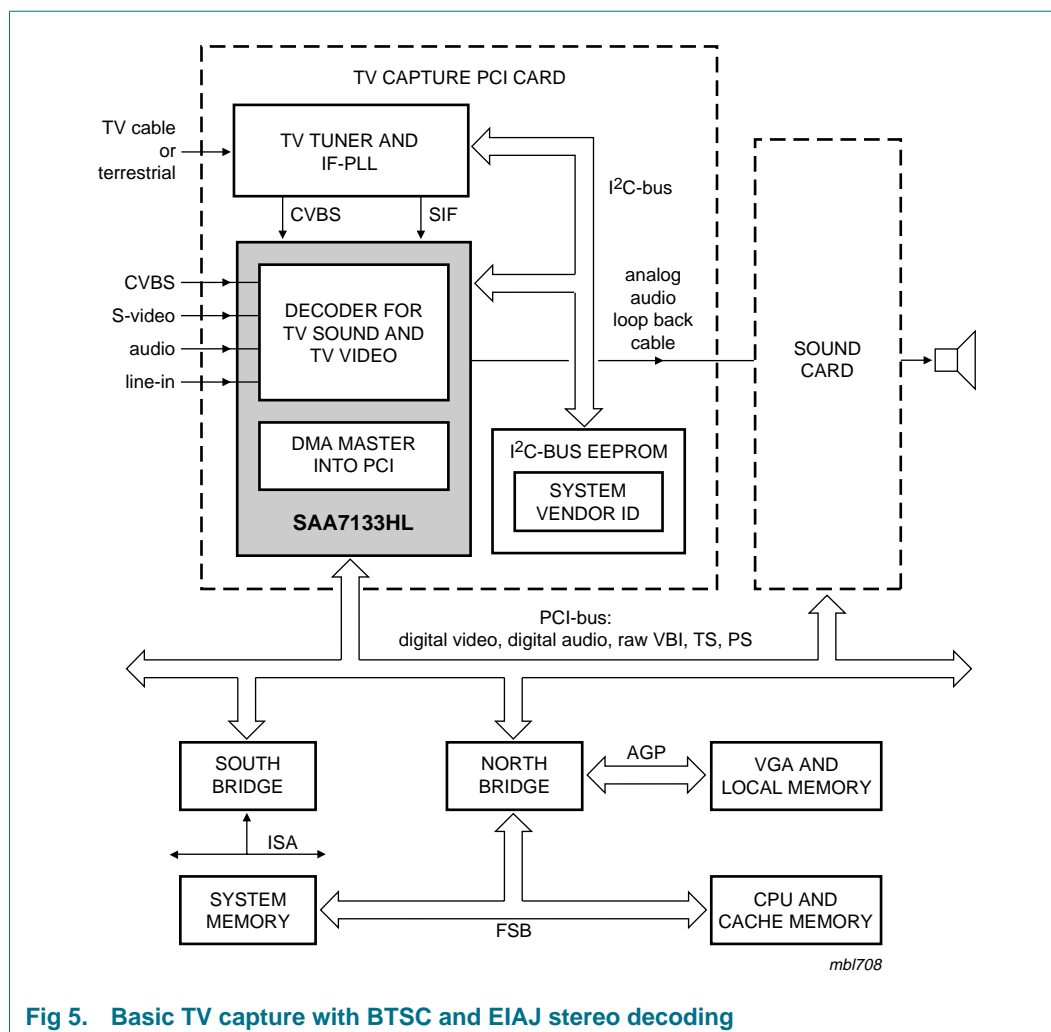 TV CAPTURE PCI CARD
TV cable
or
terrestrial
TV TUNER AND
IF-PLL
I2C-bus
CVBS
SIF
CVBS
S-video
audio
line-in
DECODER FOR
TV SOUND AND
TV VIDEO
analog
audio
loop back
cable
SOUND
CARD
DMA MASTER
INTO PCI
SAA7133HL
I2C-BUS EEPROM
SYSTEM
VENDOR ID
PCI-bus:
digital video, digital audio, raw VBI, TS, PS
SOUTH
BRIDGE
NORTH
BRIDGE
AGP
VGA AND
LOCAL MEMORY
ISA
SYSTEM
MEMORY
FSB
CPU AND
CACHE MEMORY
mbl708
Fig 5. Basic TV capture with BTSC and EIAJ stereo decoding